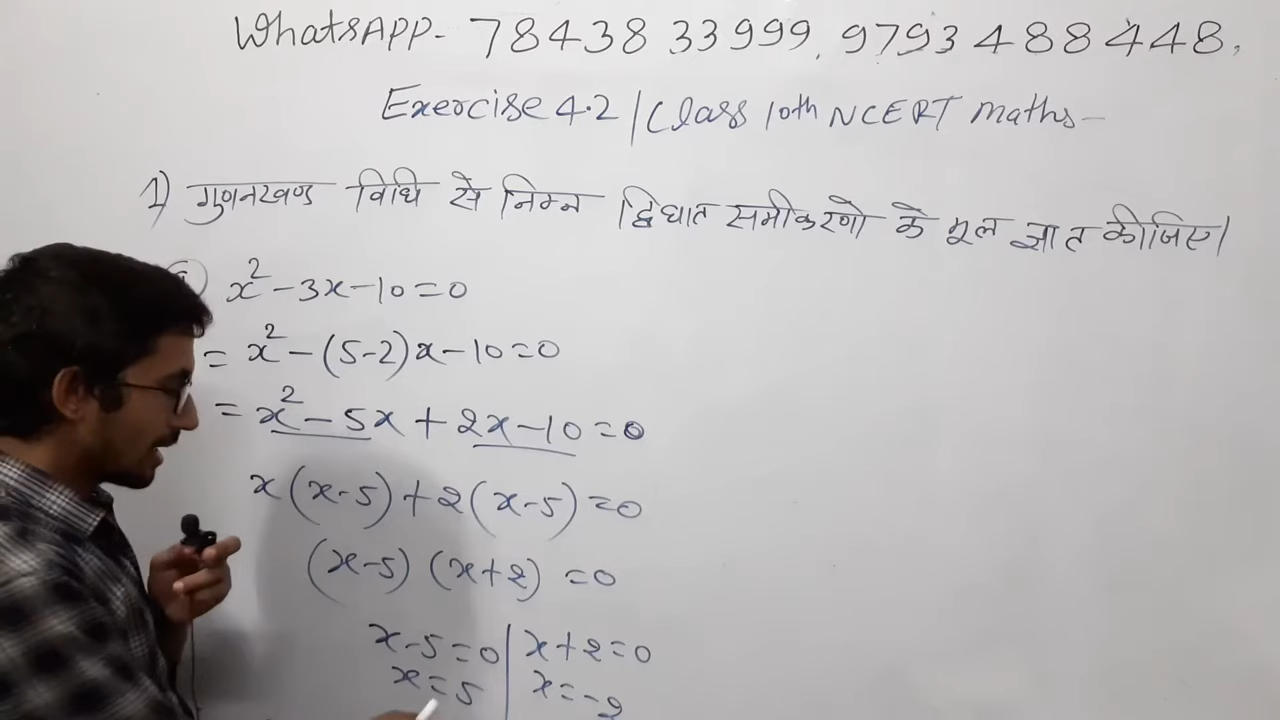 WhatsAPP- 78438 33999, 9793 488448,
Exercise 4.2 | Class 10th NCERT maths-
1) गुणनखण्ड विधि से निम्न द्विघात समीकरणो के मूल ज्ञात कीजिए।
x²-3x-10=0
= x²-(5-2)x-10=0
= x²-5x+2x-10=0
x(x-5)+2(x-5)=0
(x-5) (x+2) =0
x-5=0 | x+2=0
x=5 | x=-2